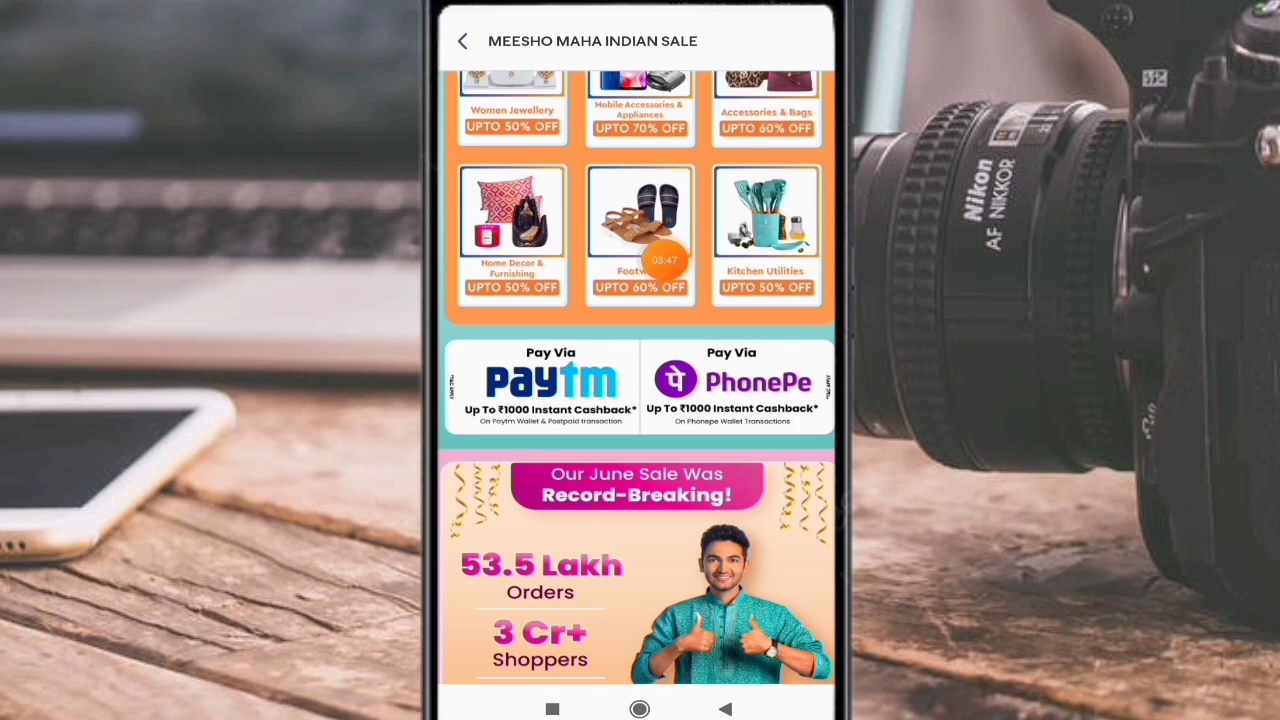 MEESHO MAHA INDIAN SALE
Women Jewellery
UPTO 50% OFF
Mobile Accessories &
Appliances
UPTO 70% OFF
Accessories & Bags
UPTO 60% OFF
Home Decor &
Furnishing
UPTO 50% OFF
03:47
UPTO 60% OFF
Kitchen Utilities
UPTO 50% OFF
Pay Via
paytm
Up To ₹1000 Instant Cashback*
On Paytm Wallet & Postpaid transaction
Pay Via
पे PhonePe
Up To ₹1000 Instant Cashback*
On Phonepe Wallet Transactions
Our June Sale Was
Record-Breaking!
53.5 Lakh
Orders
3 Cr+
Shoppers
Nikon
AF NIKKOR